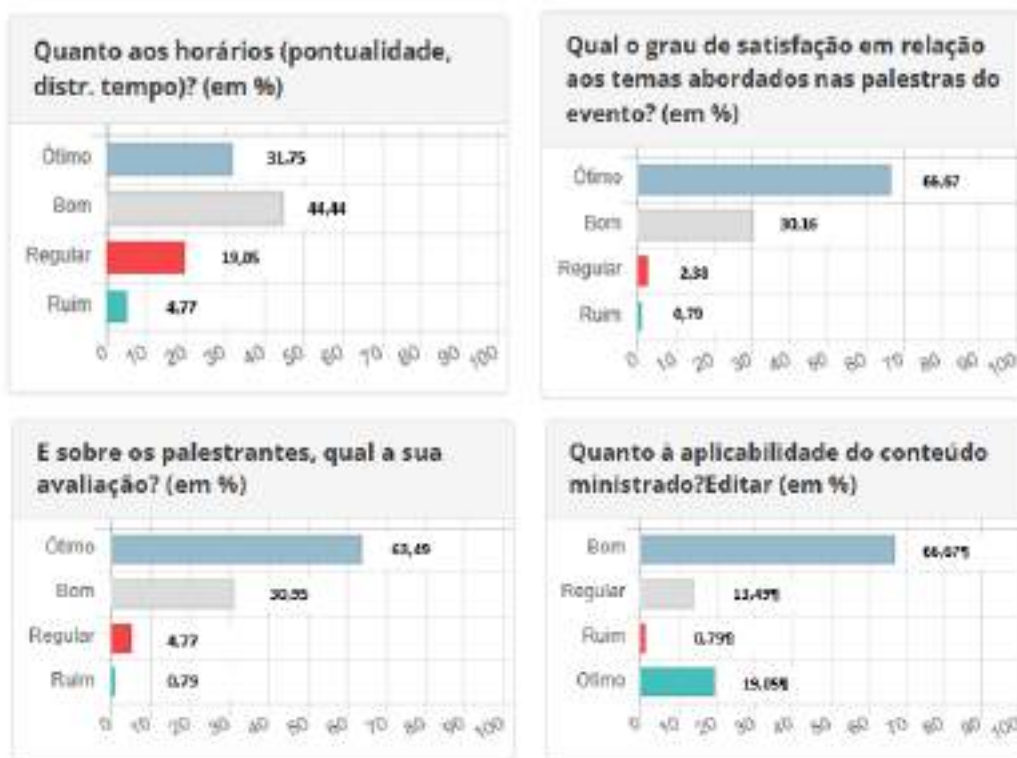 Quanto aos horários (pontualidade,
distr. tempo)? (em %)
Ótimo 31,75
Bom 44,44
Regular 19,05
Ruim 4,77
0 10 20 30 40 50 60 70 80 90 100
Qual o grau de satisfação em relação
aos temas abordados nas palestras do
evento? (em %)
Ótimo 66,67
Bom 30,16
Regular 2,38
Ruim 0,79
0 10 20 30 40 50 60 70 80 90 100
E sobre os palestrantes, qual a sua
avaliação? (em %)
Ótimo 63,49
Bom 30,95
Regular 4,77
Ruim 0,79
0 10 20 30 40 50 60 70 80 90 100
Quanto à aplicabilidade do conteúdo
ministrado?Editar (em %)
Bom 66,67¶
Regular 13,49¶
Ruim 0,79¶
Ótimo 19,05¶
0 10 20 30 40 50 60 70 80 90 100